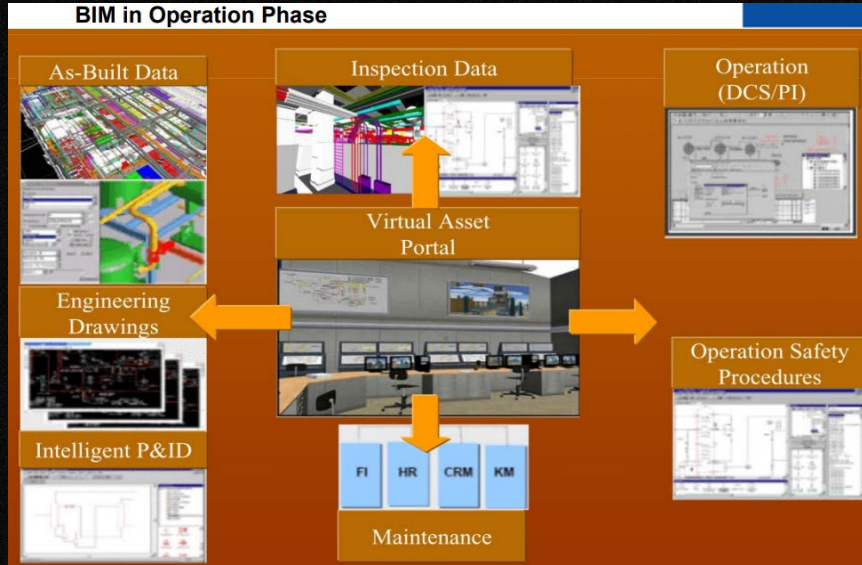 BIM in Operation Phase
As-Built Data
Inspection Data
Operation
(DCS/PI)
Virtual Asset
Portal
Engineering
Drawings
Operation Safety
Procedures
Intelligent P&ID
FI
HR
CRM
KM
Maintenance